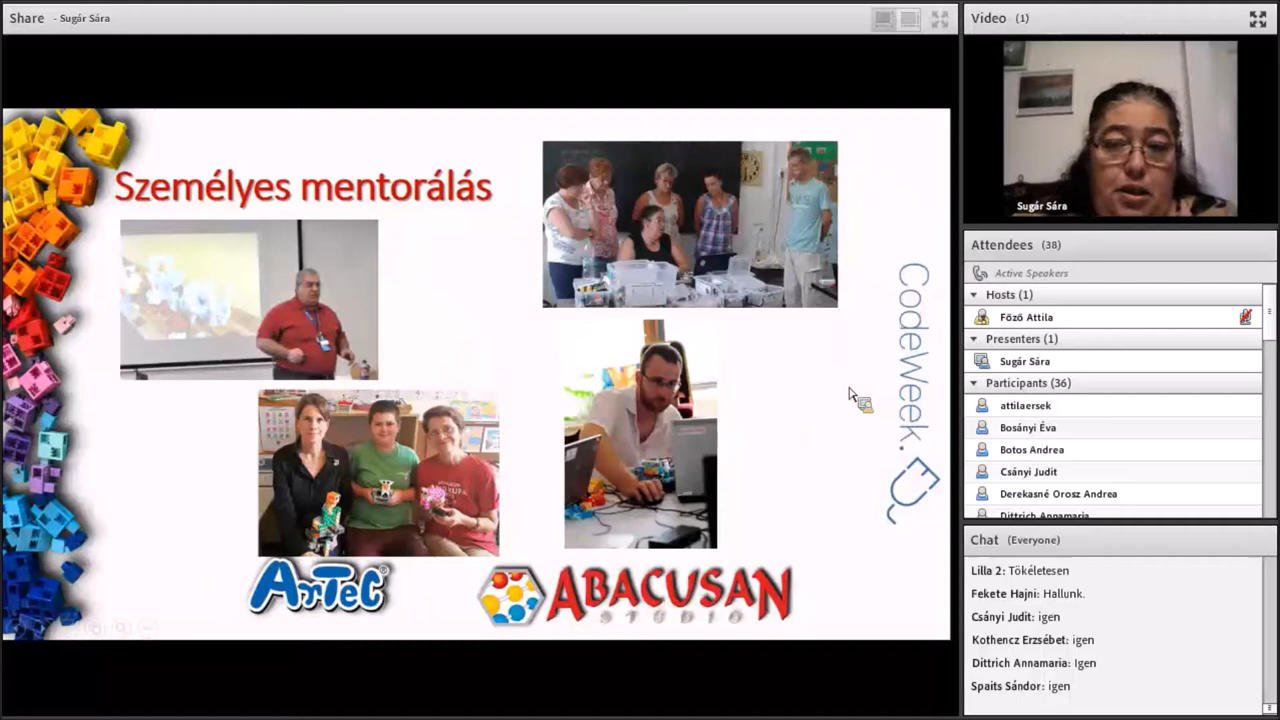 Share - Sugár Sára
Személyes mentorálás
CodeWeek.
ArTec®
ABACUSAN
STÚDIÓ
Video (1)
Sugár Sára
Attendees (38)
Active Speakers
Hosts (1)
Főző Attila
Presenters (1)
Sugár Sára
Participants (36)
attilaersek
Bosányi Éva
Botos Andrea
Csányi Judit
Derekasné Orosz Andrea
Dittrich Annamaria
Chat (Everyone)
Lilla 2: Tökéletesen
Fekete Hajni: Hallunk.
Csányi Judit: igen
Kothencz Erzsébet: igen
Dittrich Annamaria: Igen
Spaits Sándor: igen